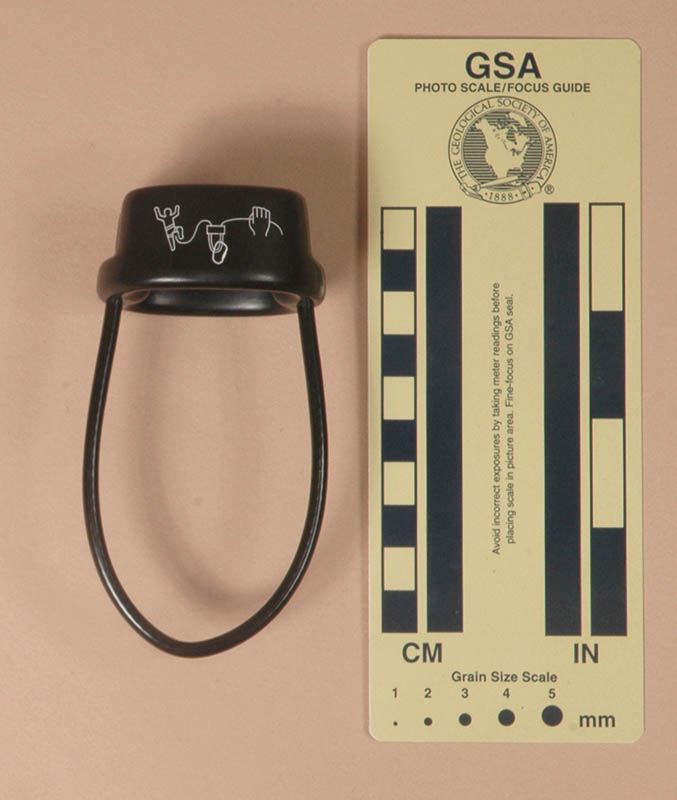 GSA
PHOTO SCALE/FOCUS GUIDE
THE GEOLOGICAL SOCIETY OF AMERICA
·1888·
®
Avoid incorrect exposures by taking meter readings before
placing scale in picture area. Fine-focus on GSA seal.
CM IN
Grain Size Scale
1 2 3 4 5
mm